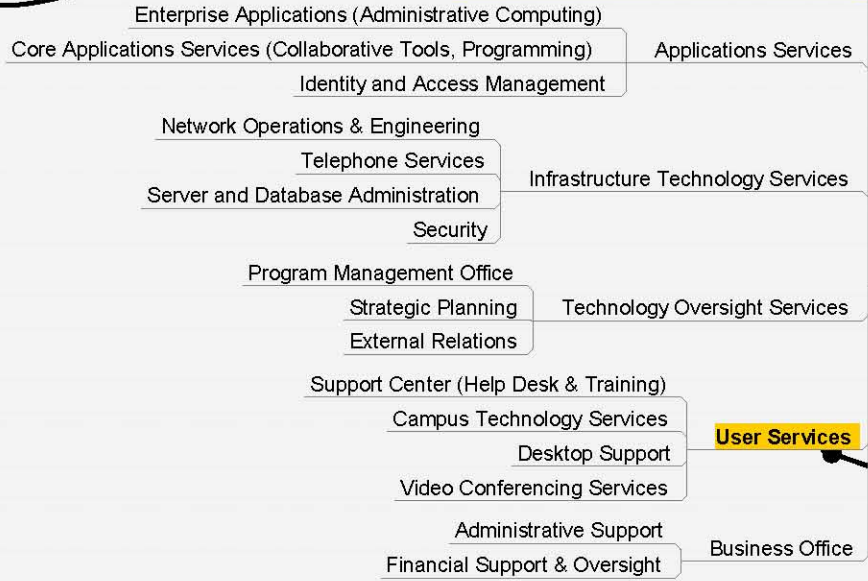 Enterprise Applications (Administrative Computing)
Core Applications Services (Collaborative Tools, Programming)
Applications Services
Identity and Access Management
Network Operations & Engineering
Telephone Services
Infrastructure Technology Services
Server and Database Administration
Security
Program Management Office
Strategic Planning
Technology Oversight Services
External Relations
Support Center (Help Desk & Training)
Campus Technology Services
User Services
Desktop Support
Video Conferencing Services
Administrative Support
Business Office
Financial Support & Oversight